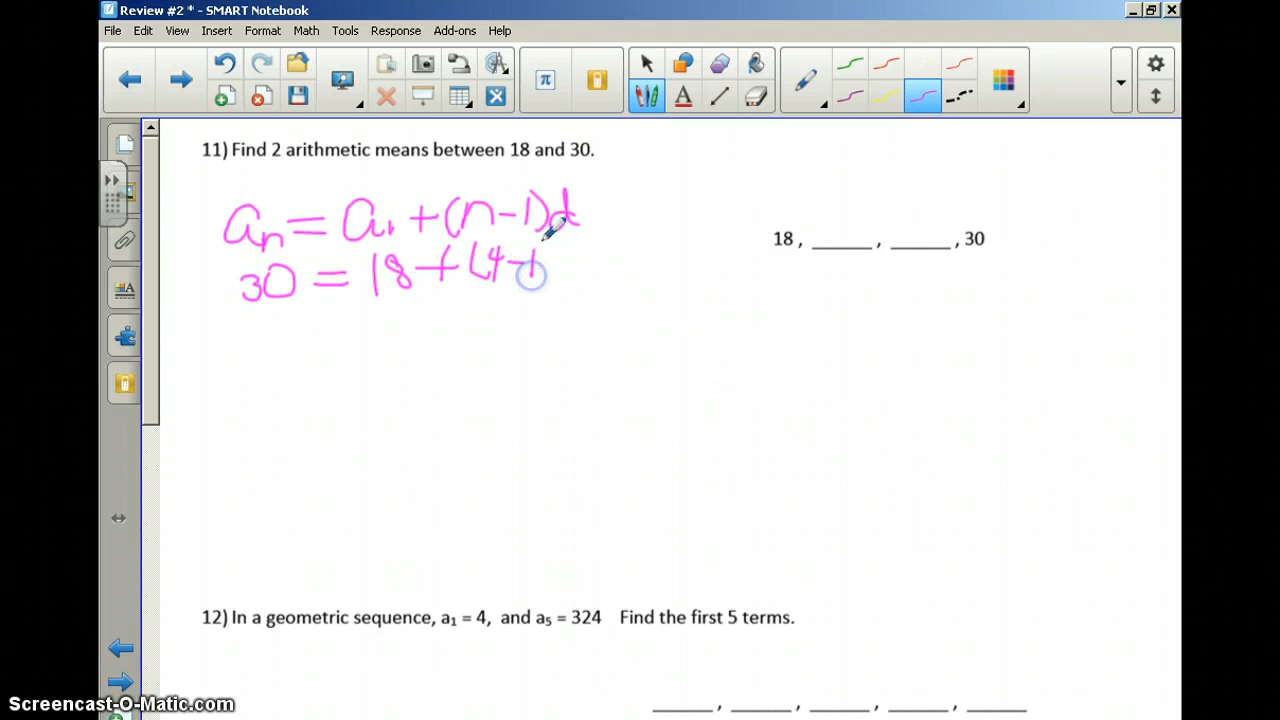 Review #2 * - SMART Notebook
File Edit View Insert Format Math Tools Response Add-ons Help
π
A
11) Find 2 arithmetic means between 18 and 30.
aₙ = a₁ + (n-1)d
18 , ______ , ______ , 30
30 = 18 + (4-1
12) In a geometric sequence, a₁ = 4, and a₅ = 324 Find the first 5 terms.
______ , ______ , ______ , ______ , ______
Screencast-O-Matic.com